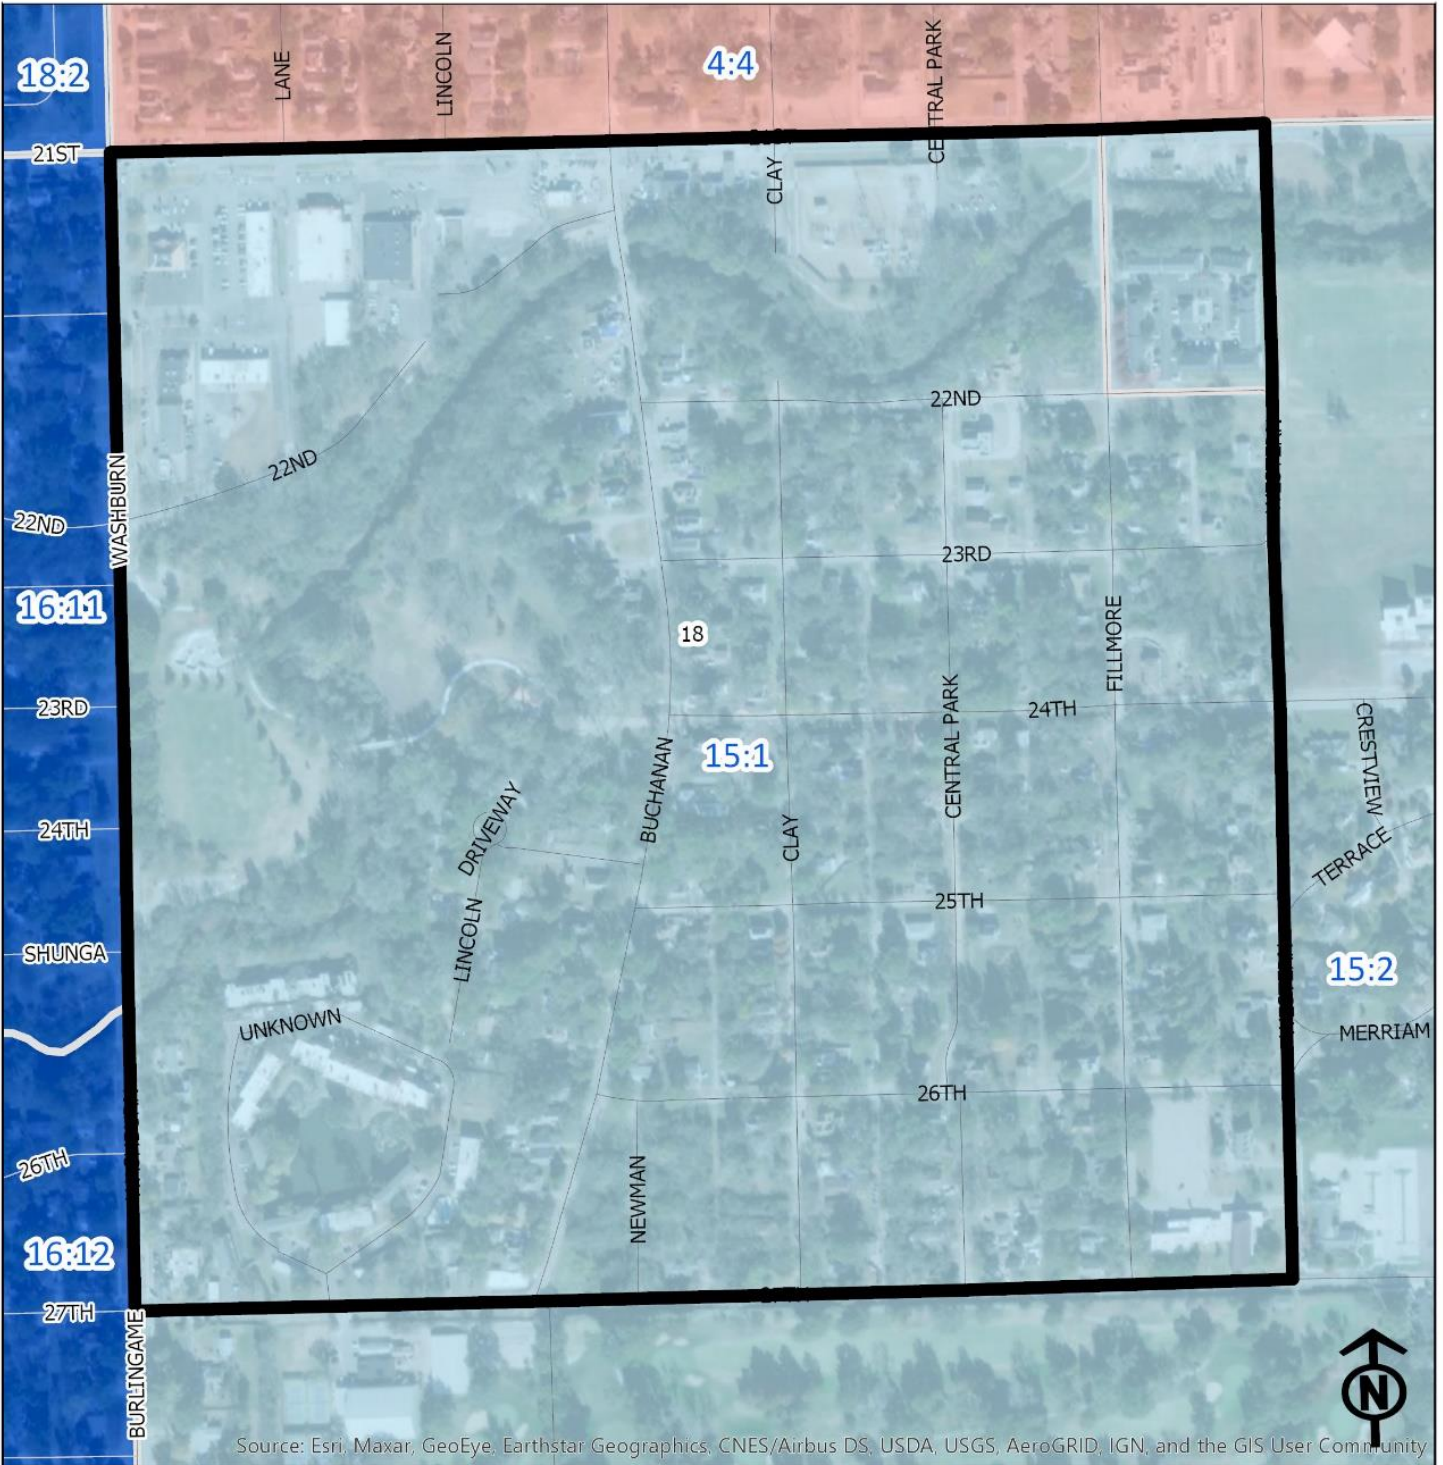 LANE
LINCOLN
4:4
CENTRAL PARK
18:2
21ST
CLAY
22ND
22ND
22ND
WASHBURN
23RD
16:11
FILLMORE
18
23RD
24TH
CENTRAL PARK
CRESTVIEW
15:1
BUCHANAN
DRIVEWAY
24TH
CLAY
TERRACE
25TH
LINCOLN
SHUNGA
15:2
UNKNOWN
MERRIAM
26TH
26TH
NEWMAN
16:12
27TH
BURLINGAME
N
Source: Esri, Maxar, GeoEye, Earthstar Geographics, CNES/Airbus DS, USDA, USGS, AeroGRID, IGN, and the GIS User Community